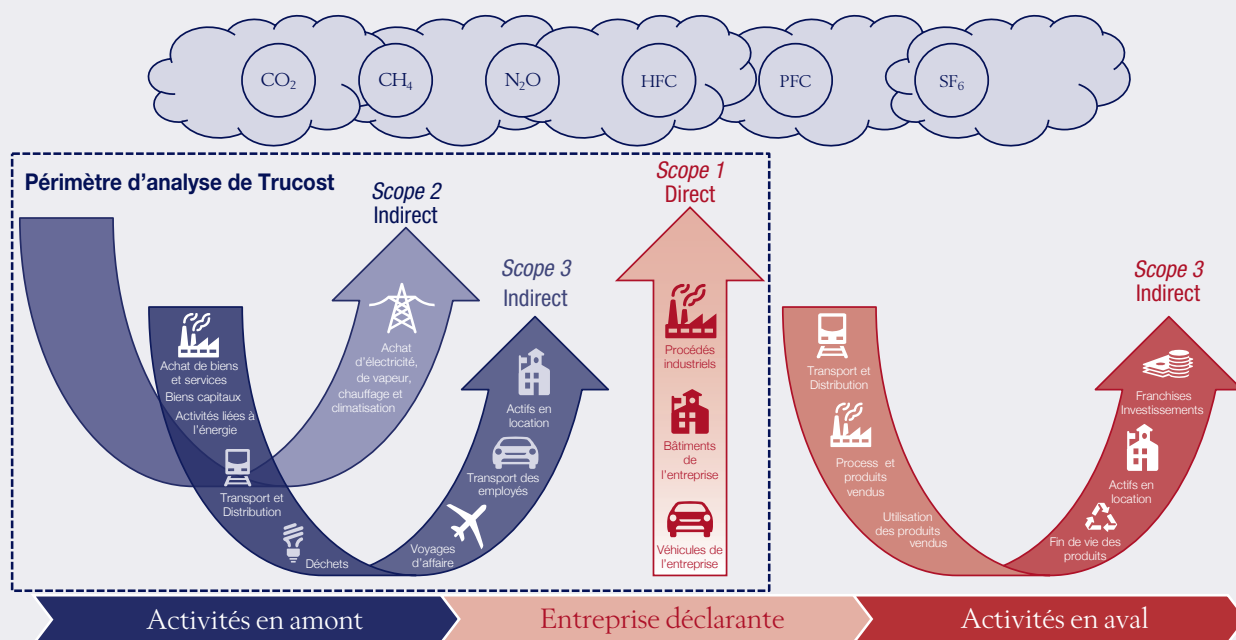 CO₂
CH₄
N₂O
HFC
PFC
SF₆
Périmètre d'analyse de Trucost
Scope 2
Indirect
Scope 3
Indirect
Scope 1
Direct
Scope 3
Indirect
Achat de biens
et services
Biens capitaux
Activités liées à
l'énergie
Transport et
Distribution
Déchets
Achat
d'électricité,
de vapeur,
chauffage et
climatisation
Actifs en
location
Transport des
employés
Voyages
d'affaire
Procédés
industriels
Bâtiments de
l'entreprise
Véhicules de
l'entreprise
Transport et
Distribution
Process et
produits
vendus
Utilisation
des produits
vendus
Franchises
Investissements
Actifs en
location
Fin de vie des
produits
Activités en amont
Entreprise déclarante
Activités en aval